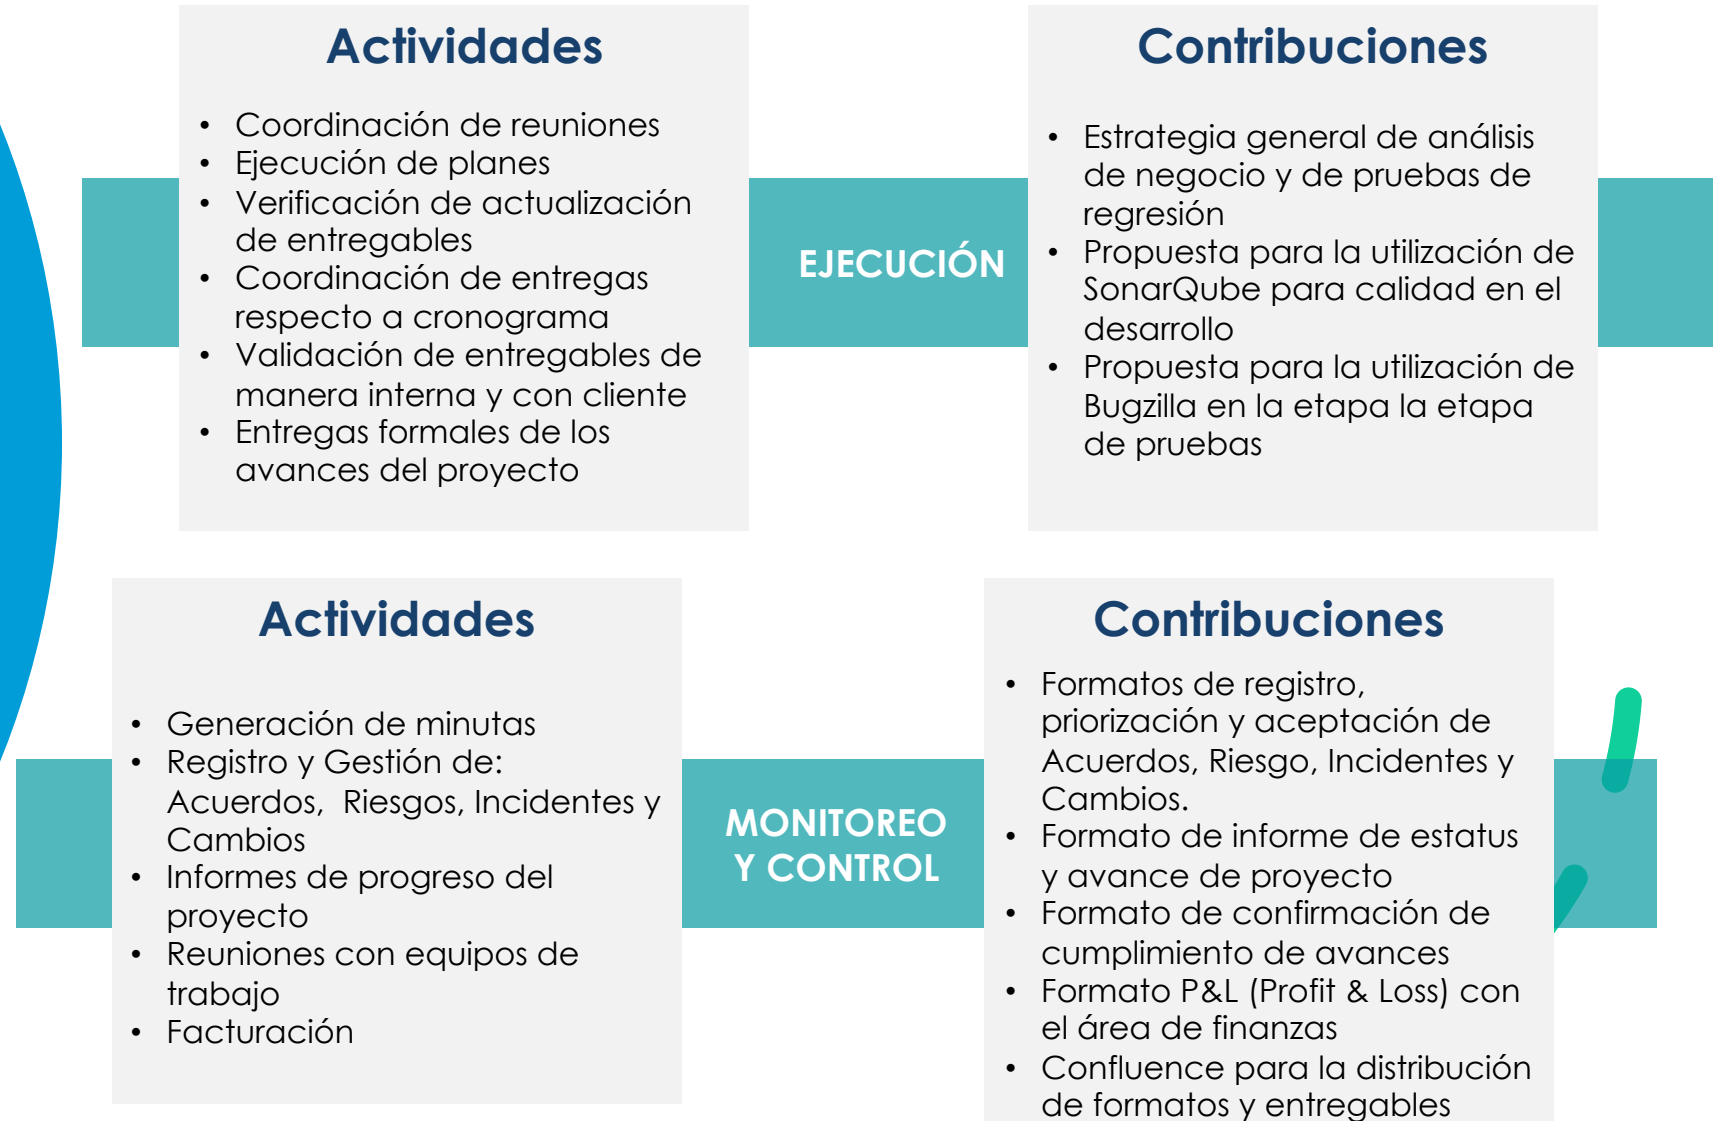 Actividades
• Coordinación de reuniones
• Ejecución de planes
• Verificación de actualización
de entregables
• Coordinación de entregas
respecto a cronograma
• Validación de entregables de
manera interna y con cliente
• Entregas formales de los
avances del proyecto
EJECUCIÓN
Contribuciones
• Estrategia general de análisis
de negocio y de pruebas de
regresión
• Propuesta para la utilización de
SonarQube para calidad en el
desarrollo
• Propuesta para la utilización de
Bugzilla en la etapa la etapa
de pruebas
Actividades
• Generación de minutas
• Registro y Gestión de:
Acuerdos,  Riesgos, Incidentes y
Cambios
• Informes de progreso del
proyecto
• Reuniones con equipos de
trabajo
• Facturación
MONITOREO
Y CONTROL
Contribuciones
• Formatos de registro,
priorización y aceptación de
Acuerdos, Riesgo, Incidentes y
Cambios.
• Formato de informe de estatus
y avance de proyecto
• Formato de confirmación de
cumplimiento de avances
• Formato P&L (Profit & Loss) con
el área de finanzas
• Confluence para la distribución
de formatos y entregables